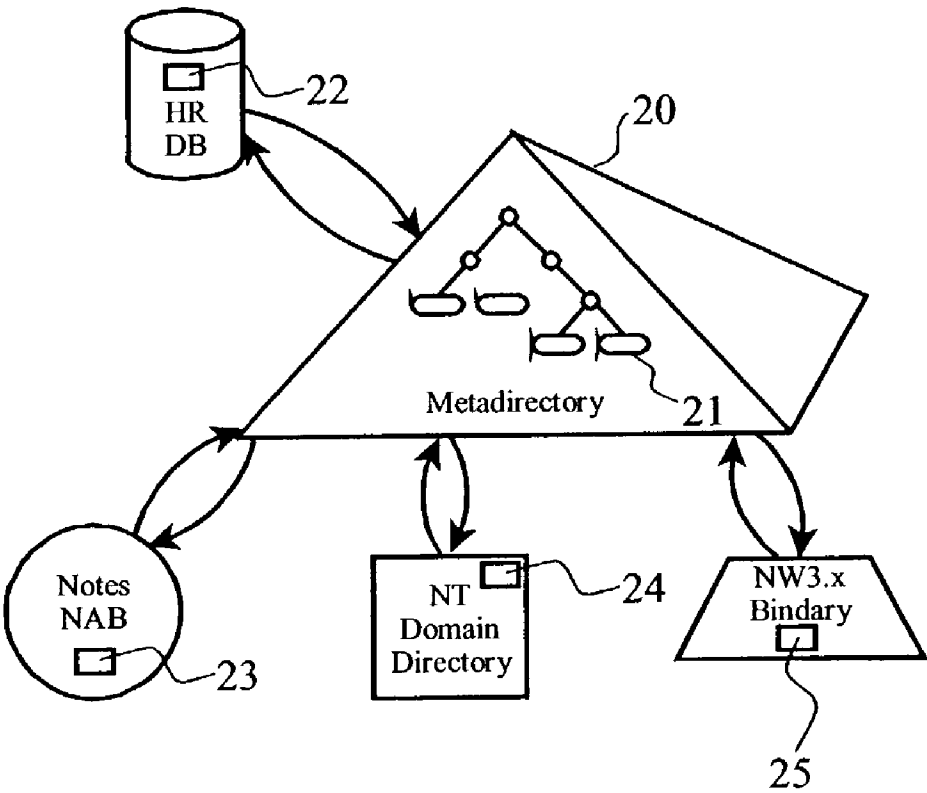 22
HR
DB
20
21
Metadirectory
Notes
NAB
23
NT
Domain
Directory
24
NW3.x
Bindary
25